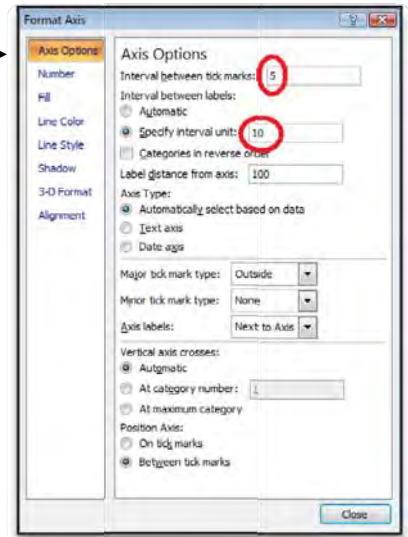 Format Axis
Axis Options
Number
Fill
Line Color
Line Style
Shadow
3-D Format
Alignment
Axis Options
Interval between tick marks: 5
Interval between labels:
Automatic
Specify interval unit: 10
Categories in reverse order
Label distance from axis: 100
Axis Type:
Automatically select based on data
Text axis
Date axis
Major tick mark type: Outside
Minor tick mark type: None
Axis labels: Next to Axis
Vertical axis crosses:
Automatic
At category number: 1
At maximum category
Position Axis:
On tick marks
Between tick marks
Close